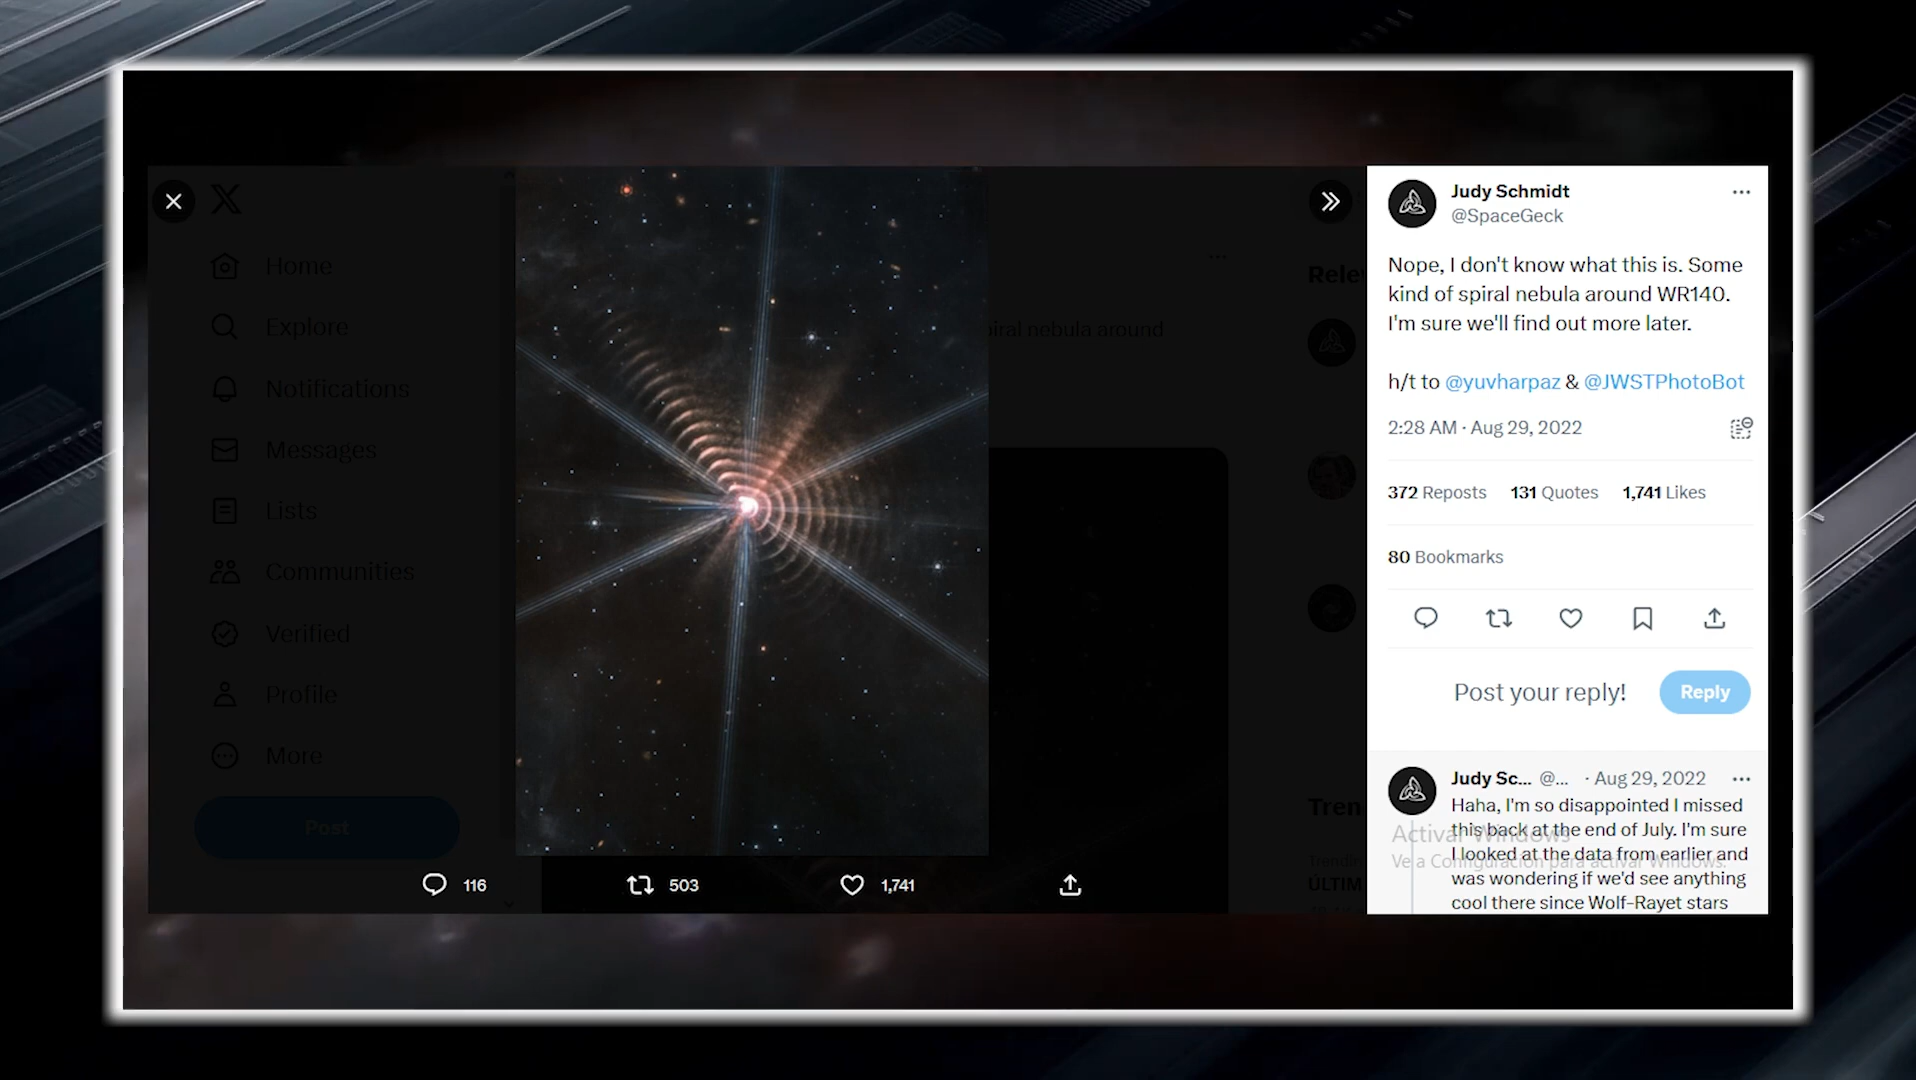 Home
Explore
Notifications
Messages
Lists
Communities
Verified
Profile
More
Post
piral nebula around
116
503
1,741
Judy Schmidt
@SpaceGeck
Nope, I don't know what this is. Some
kind of spiral nebula around WR140.
I'm sure we'll find out more later.
h/t to @yuvharpaz & @JWSTPhotoBot
2:28 AM · Aug 29, 2022
372 Reposts 131 Quotes 1,741 Likes
80 Bookmarks
Post your reply!
Reply
Judy Sc... @... · Aug 29, 2022
Haha, I'm so disappointed I missed
this back at the end of July. I'm sure
I looked at the data from earlier and
was wondering if we'd see anything
cool there since Wolf-Rayet stars
Activar Windows
Ve a Configuración para activar Windows.